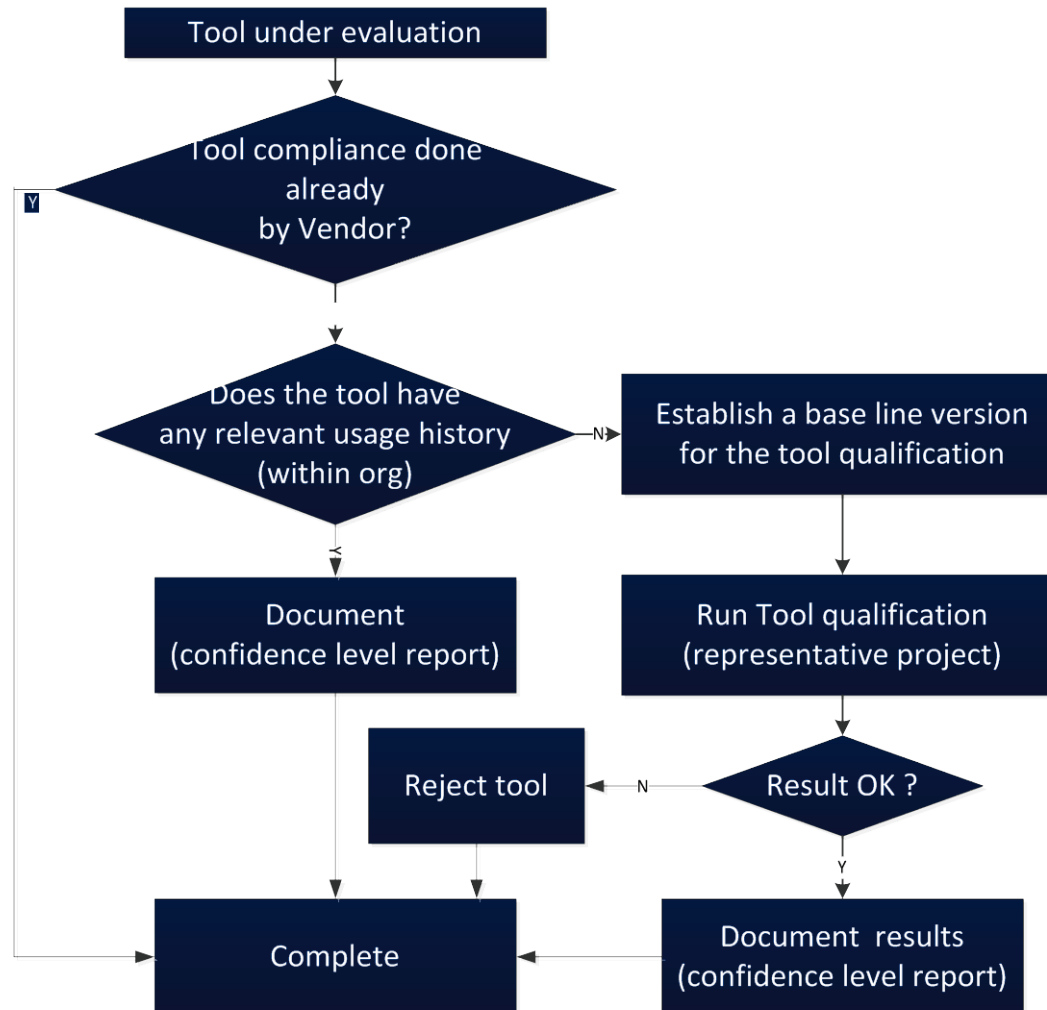 Tool under evaluation
Tool compliance done
already
by Vendor?
Y
Does the tool have
any relevant usage history
(within org)
N
Establish a base line version
for the tool qualification
Y
Document
(confidence level report)
Run Tool qualification
(representative project)
Reject tool
N
Result OK ?
Y
Complete
Document results
(confidence level report)